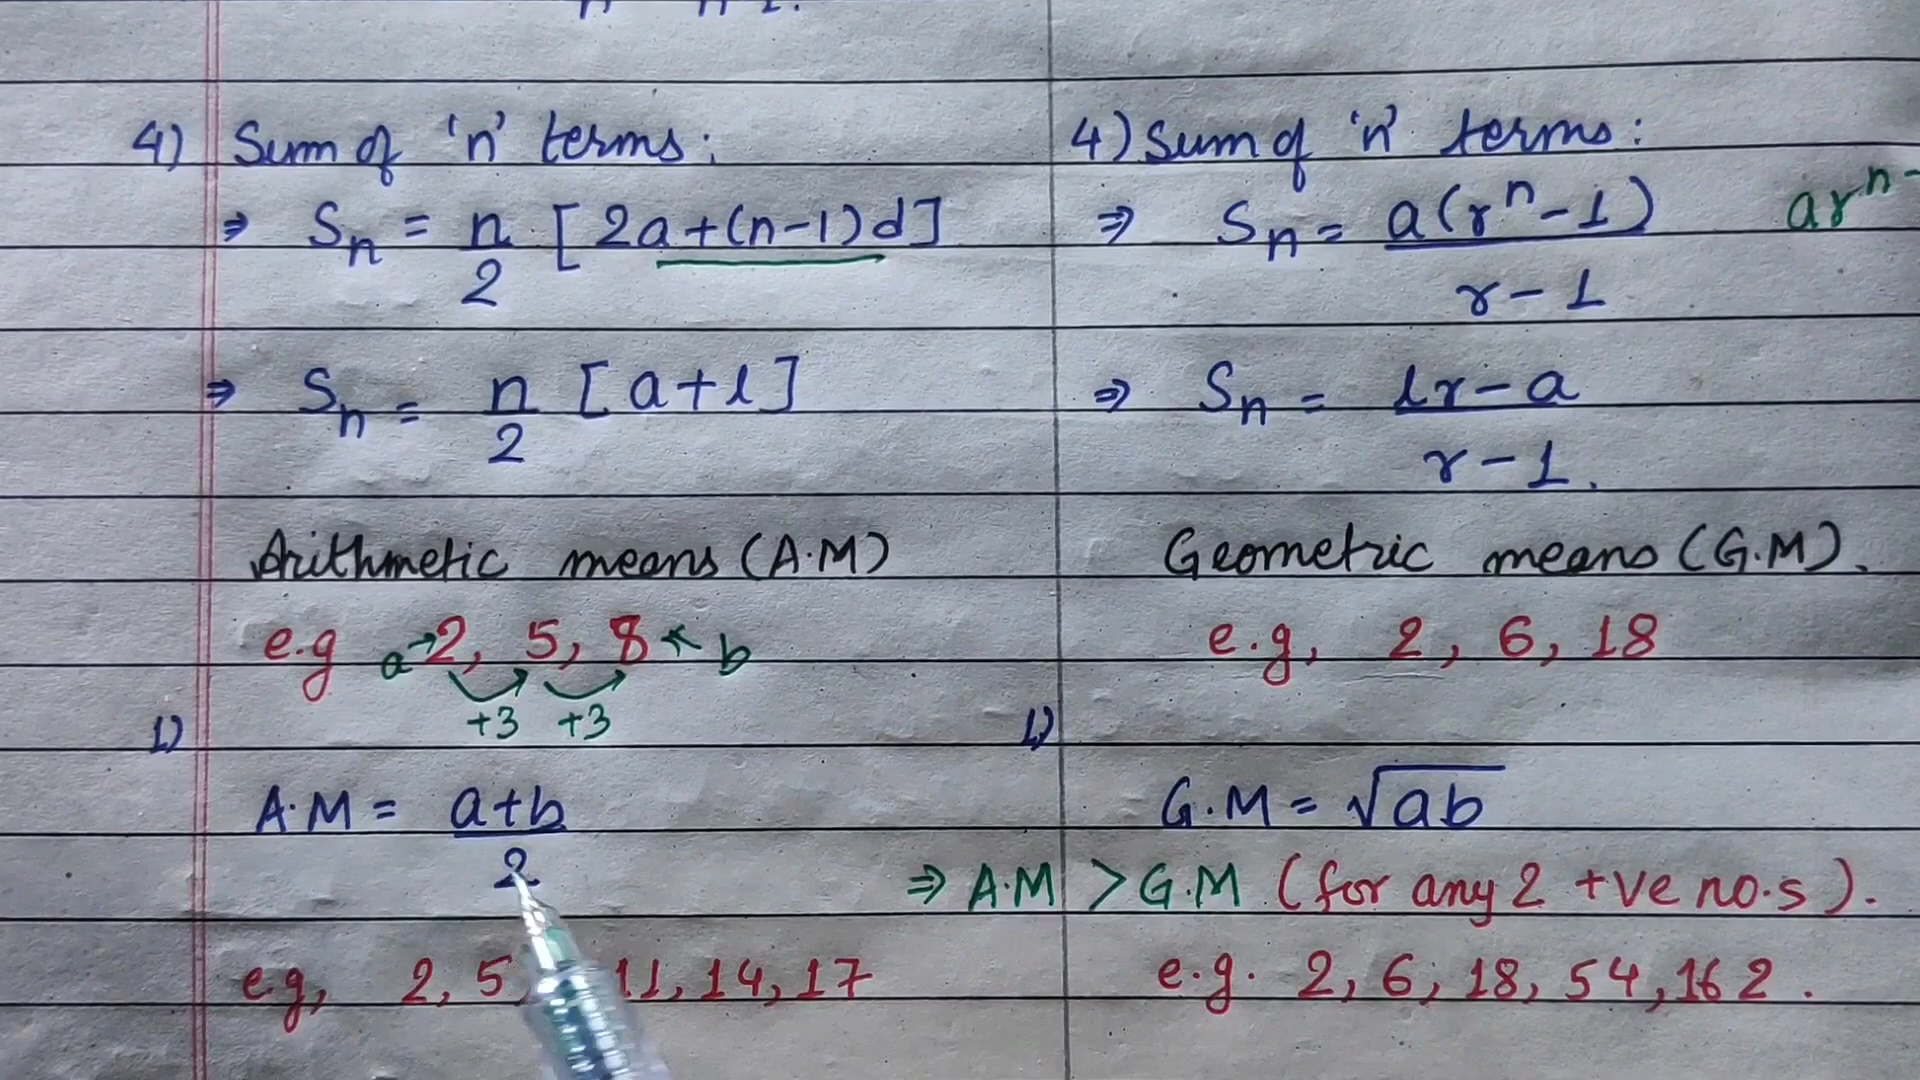 4) Sum of 'n' terms:
⇒ Sn = n/2 [2a+(n-1)d]
⇒ Sn = n/2 [a+l]
Arithmetic means (A.M)
e.g a→2, 5, 8← b
+3 +3
1)
A.M = a+b/2
e.g, 2, 5, 11, 14, 17
4) Sum of 'n' terms:
⇒ Sn = a(r^n-1)/r-1 ar^n-
⇒ Sn = lr-a/r-1.
Geometric means (G.M).
e.g, 2, 6, 18
1)
G.M = √ab
⇒ A.M > G.M (for any 2 +ve no.s).
e.g. 2, 6, 18, 54, 162.